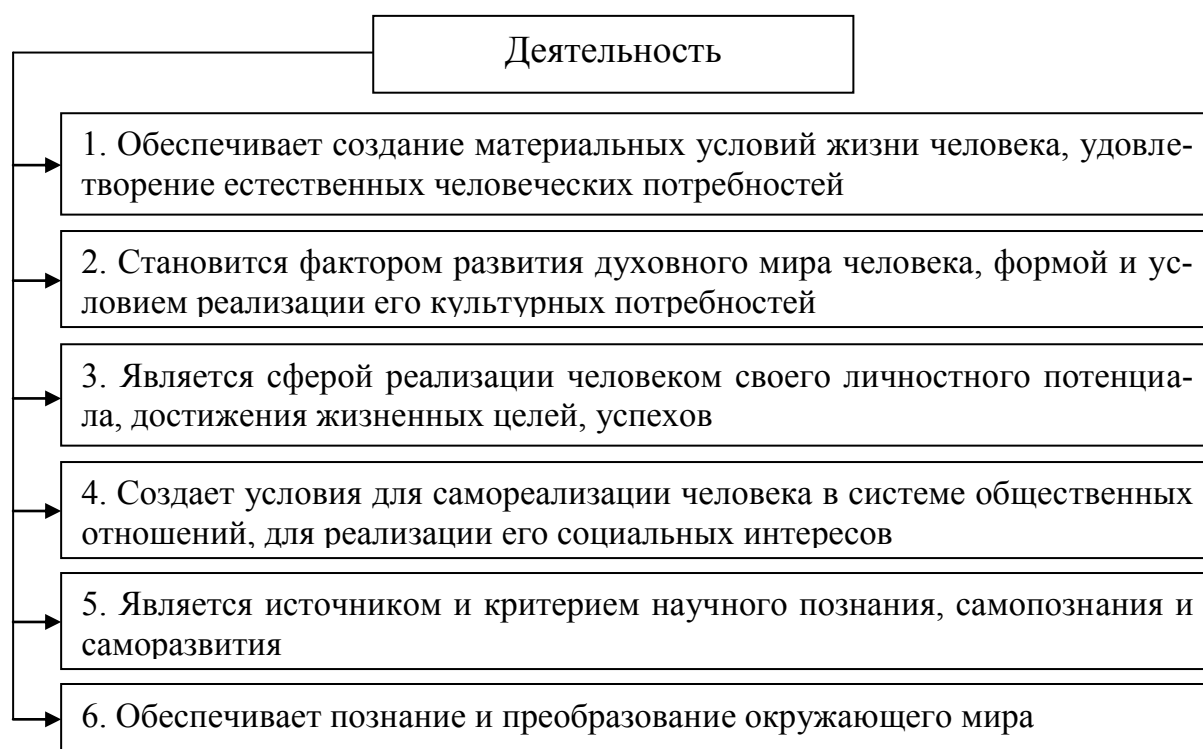 Деятельность
1. Обеспечивает создание материальных условий жизни человека, удовле-
творение естественных человеческих потребностей
2. Становится фактором развития духовного мира человека, формой и ус-
ловием реализации его культурных потребностей
3. Является сферой реализации человеком своего личностного потенциа-
ла, достижения жизненных целей, успехов
4. Создает условия для самореализации человека в системе общественных
отношений, для реализации его социальных интересов
5. Является источником и критерием научного познания, самопознания и
саморазвития
6. Обеспечивает познание и преобразование окружающего мира